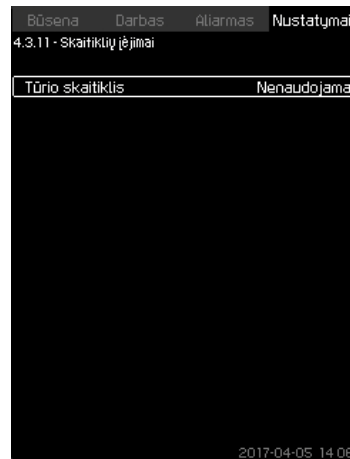 Būsena Darbas Aliarmas Nustatymai
4.3.11 - Skaitiklių įėjimai
Tūrio skaitiklis Nenaudojama
2017-04-05 14:06